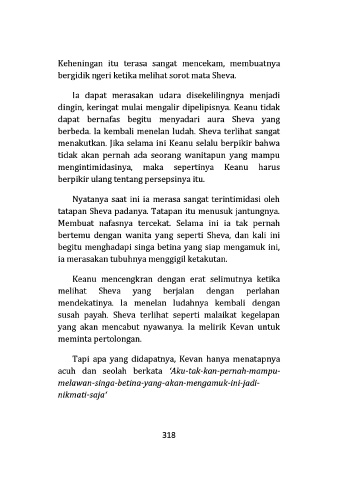 Keheningan itu terasa sangat mencekam, membuatnya
bergidik ngeri ketika melihat sorot mata Sheva.
Ia dapat merasakan udara disekelilingnya menjadi
dingin, keringat mulai mengalir dipelipisnya. Keanu tidak
dapat bernafas begitu menyadari aura Sheva yang
berbeda. Ia kembali menelan ludah. Sheva terlihat sangat
menakutkan. Jika selama ini Keanu selalu berpikir bahwa
tidak akan pernah ada seorang wanitapun yang mampu
mengintimidasinya, maka sepertinya Keanu harus
berpikir ulang tentang persepsinya itu.
Nyatanya saat ini ia merasa sangat terintimidasi oleh
tatapan Sheva padanya. Tatapan itu menusuk jantungnya.
Membuat nafasnya tercekat. Selama ini ia tak pernah
bertemu dengan wanita yang seperti Sheva, dan kali ini
begitu menghadapi singa betina yang siap mengamuk ini,
ia merasakan tubuhnya menggigil ketakutan.
Keanu mencengkran dengan erat selimutnya ketika
melihat Sheva yang berjalan dengan perlahan
mendekatinya. Ia menelan ludahnya kembali dengan
susah payah. Sheva terlihat seperti malaikat kegelapan
yang akan mencabut nyawanya. Ia melirik Kevan untuk
meminta pertolongan.
Tapi apa yang didapatnya, Kevan hanya menatapnya
acuh dan seolah berkata ‘Aku-tak-kan-pernah-mampu-
melawan-singa-betina-yang-akan-mengamuk-ini-jadi-
nikmati-saja’
318